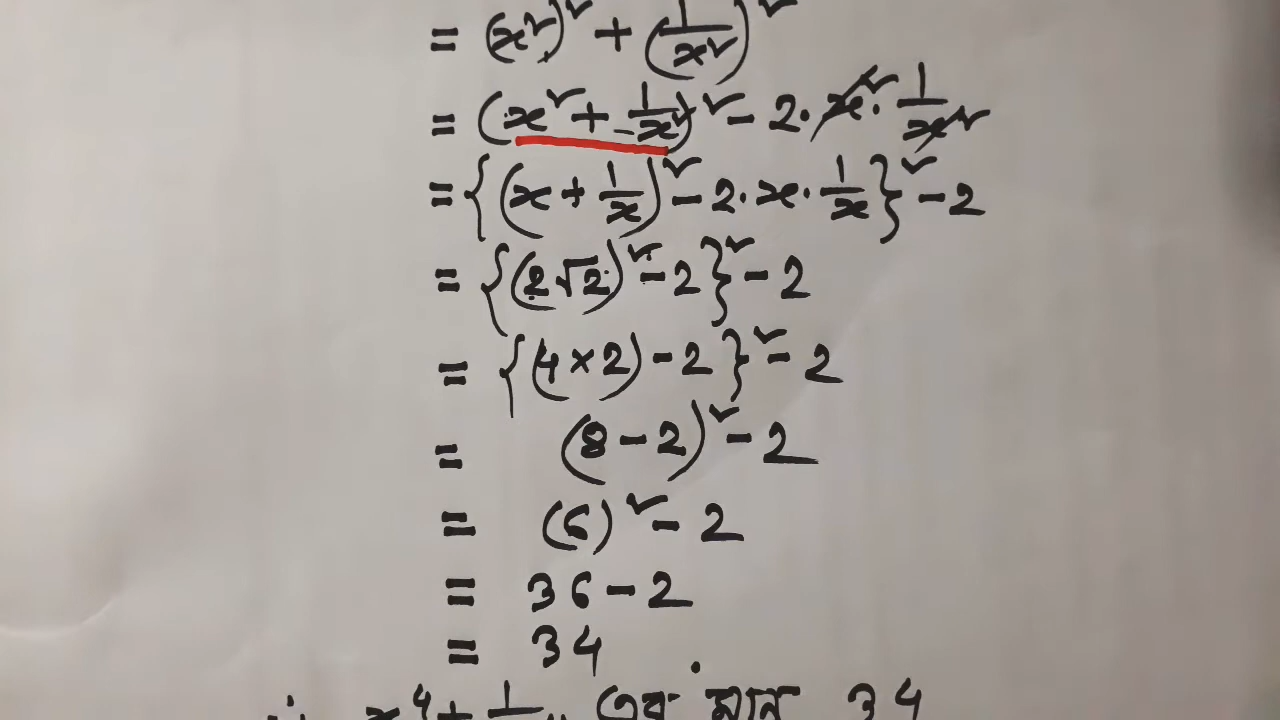 = (x²)² + (1/x²)²
= (x² + 1/x²)² - 2·x²·1/x²
= {(x + 1/x)² - 2·x·1/x}² - 2
= {(2√2)² - 2}² - 2
= {(4×2) - 2}² - 2
= (8 - 2)² - 2
= (6)² - 2
= 36 - 2
= 34
∴ x⁴ + 1/x⁴ এর মান 34